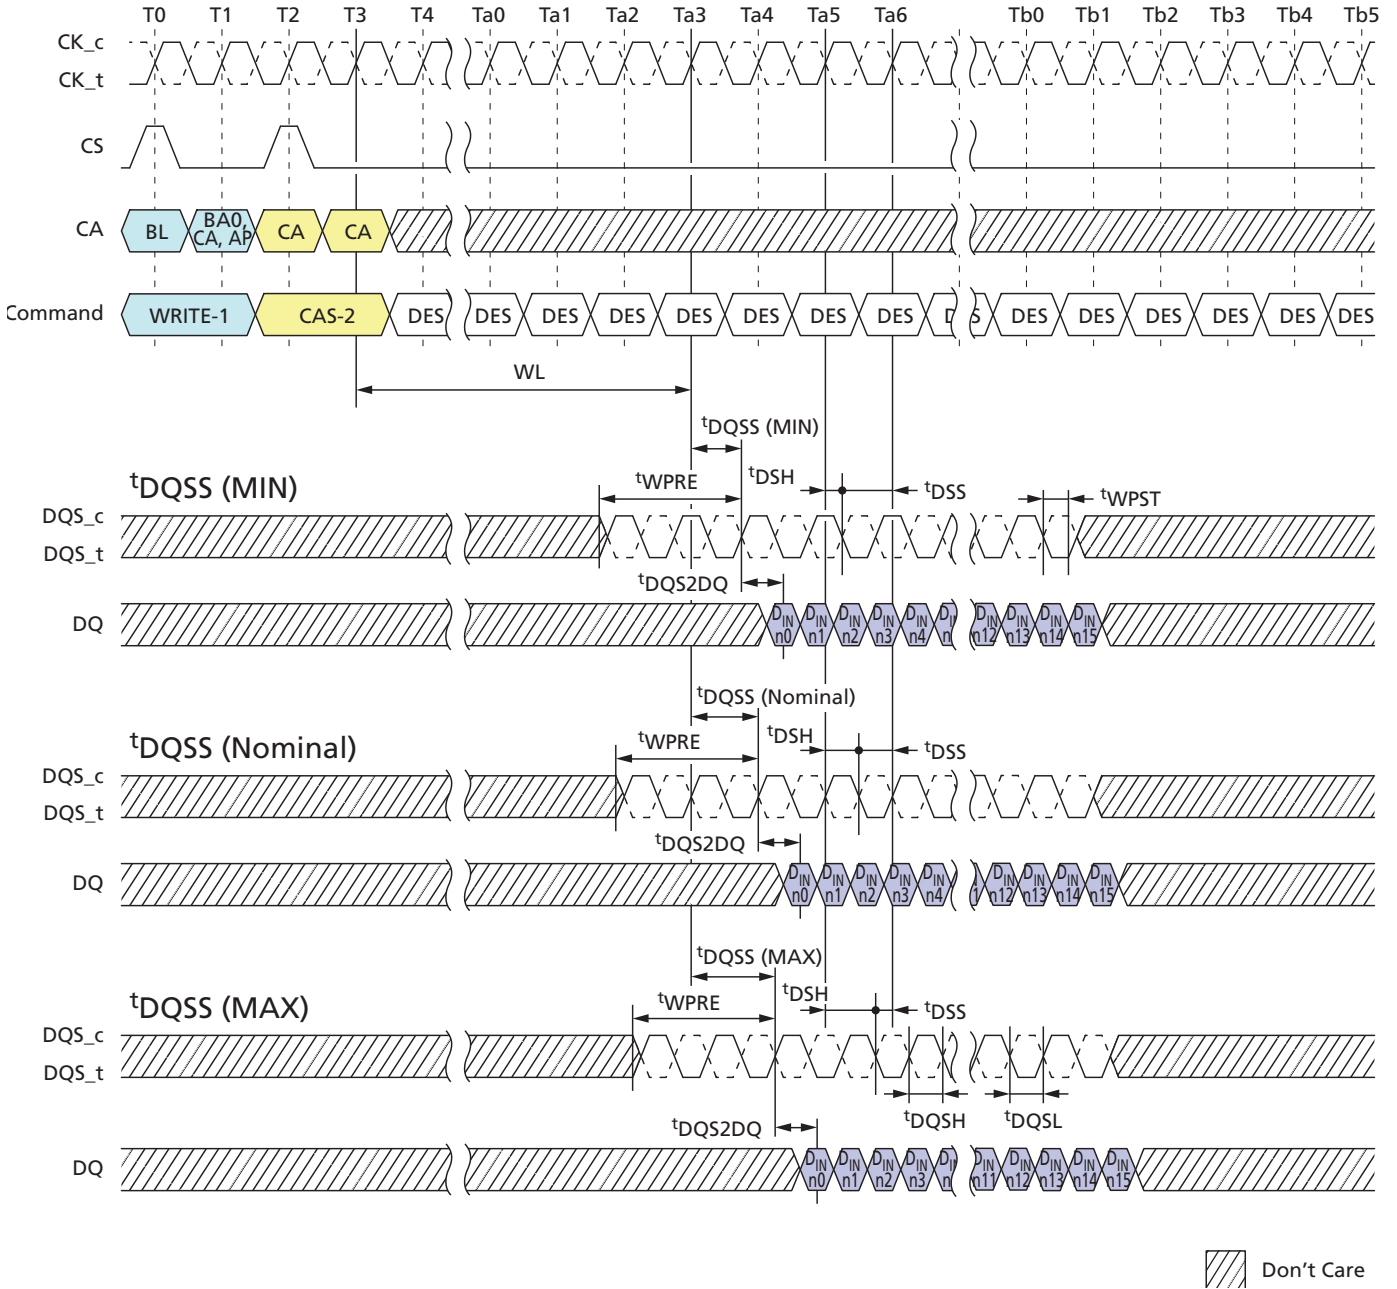 T0 T1 T2 T3 T4 Ta0 Ta1 Ta2 Ta3 Ta4 Ta5 Ta6 Tb0 Tb1 Tb2 Tb3 Tb4 Tb5
CK_c
CK_t
CS
CA BL BA0, CA, AP CA CA
Command WRITE-1 CAS-2 DES DES DES DES DES DES DES DES DES DES DES DES DES DES
WL
tDQSS (MIN)
tDQSS (MIN) tWPRE tDSH tDSS tWPST
DQS_c
DQS_t
tDQS2DQ
DQ DIN n0 DIN n1 DIN n2 DIN n3 DIN n4 DIN n12 DIN n13 DIN n14 DIN n15
tDQSS (Nominal)
tDQSS (Nominal) tWPRE tDSH tDSS
DQS_c
DQS_t
tDQS2DQ
DQ DIN n0 DIN n1 DIN n2 DIN n3 DIN n4 DIN n12 DIN n13 DIN n14 DIN n15
tDQSS (MAX)
tDQSS (MAX) tWPRE tDSH tDSS
DQS_c
DQS_t
tDQSH tDQSL
tDQS2DQ
DQ DIN n0 DIN n1 DIN n2 DIN n3 DIN n11 DIN n12 DIN n13 DIN n14 DIN n15
Don't Care